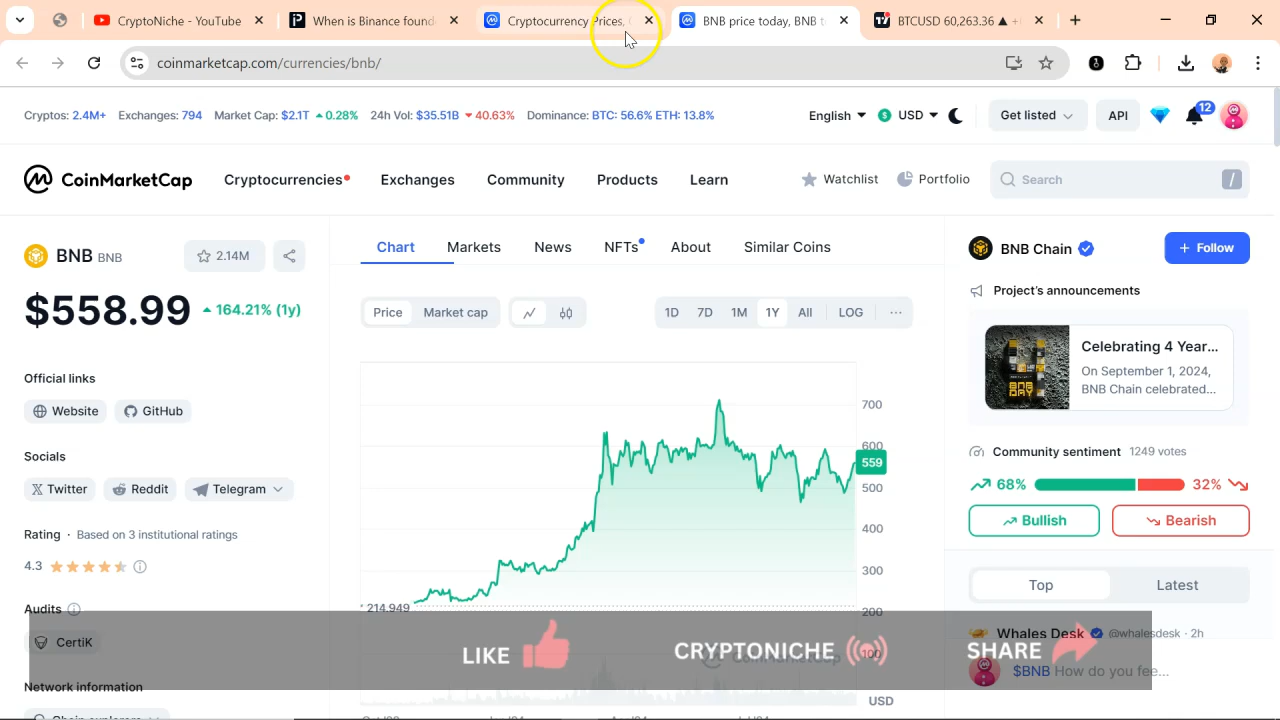 CryptoNiche - YouTube
When is Binance found
Cryptocurrency Prices,
BNB price today, BNB to
BTCUSD 60,263.36 ▲ +
coinmarketcap.com/currencies/bnb/
Cryptos: 2.4M+ Exchanges: 794 Market Cap: $2.1T 0.28% 24h Vol: $35.51B 40.63% Dominance: BTC: 56.6% ETH: 13.8%
English USD Get listed API 12
CoinMarketCap Cryptocurrencies Exchanges Community Products Learn Watchlist Portfolio Search /
BNB BNB 2.14M
$558.99 164.21% (1y)
Official links
Website GitHub
Socials
Twitter Reddit Telegram
Rating · Based on 3 institutional ratings
4.3
Audits
CertiK
Network information
Chain explorers
Chart Markets News NFTs About Similar Coins
Price Market cap 1D 7D 1M 1Y All LOG ...
700
600
559
500
400
300
214.949
200
100
USD
BNB Chain + Follow
Project's announcements
Celebrating 4 Year...
On September 1, 2024,
BNB Chain celebrated...
Community sentiment 1249 votes
68% 32%
Bullish Bearish
Top Latest
Whales Desk @whalesdesk · 2h
$BNB How do you fee...
LIKE CRYPTONICHE SHARE